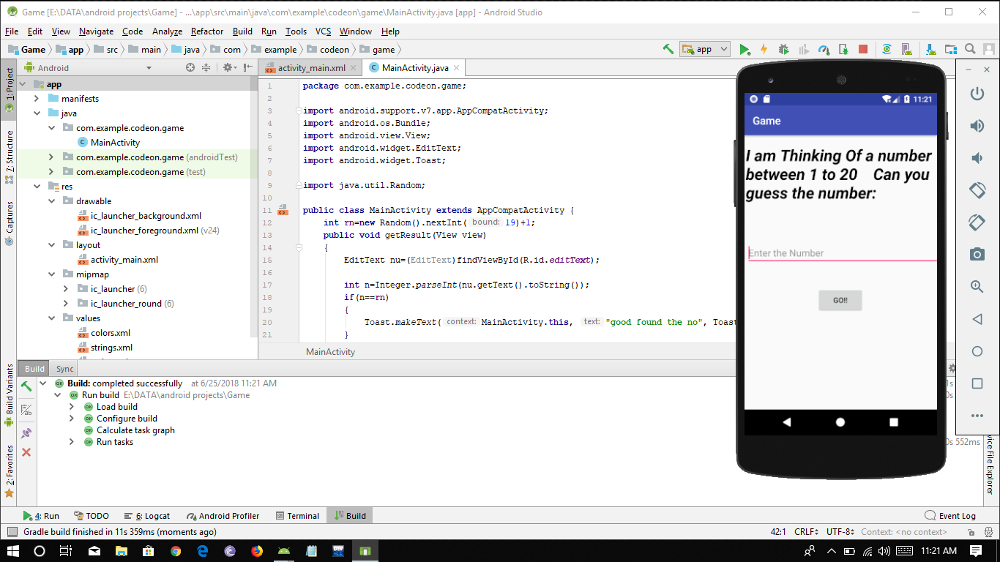 Game [E:\DATA\android projects\Game] - ...\app\src\main\java\com\example\codeon\game\MainActivity.java [app] - Android Studio
File Edit View Navigate Code Analyze Refactor Build Run Tools VCS Window Help
Game app src main java com example codeon game
app
1: Project
7: Structure
Captures
Build Variants
2: Favorites
Android
app
manifests
java
com.example.codeon.game
MainActivity
com.example.codeon.game (androidTest)
com.example.codeon.game (test)
res
drawable
ic_launcher_background.xml
ic_launcher_foreground.xml (v24)
layout
activity_main.xml
mipmap
ic_launcher (6)
ic_launcher_round (6)
values
colors.xml
strings.xml
activity_main.xml MainActivity.java
1 package com.example.codeon.game;
2
3 import android.support.v7.app.AppCompatActivity;
4 import android.os.Bundle;
5 import android.view.View;
6 import android.widget.EditText;
7 import android.widget.Toast;
8
9 import java.util.Random;
10
11 public class MainActivity extends AppCompatActivity {
12 int rn=new Random().nextInt( bound: 19)+1;
13 public void getResult(View view)
14 {
15 EditText nu=(EditText)findViewById(R.id.editText);
16
17 int n=Integer.parseInt(nu.getText().toString());
18 if(n==rn)
19 {
20 Toast.makeText( context: MainActivity.this, text: "good found the no", Toast
21 }
MainActivity
11:21
Game
I am Thinking Of a number
between 1 to 20 Can you
guess the number:
Enter the Number
GO!!
Build Sync
Build: completed successfully at 6/25/2018 11:21 AM
Run build E:\DATA\android projects\Game
Load build
Configure build
Calculate task graph
Run tasks
1s
0s
0s 552ms
vice File Explorer
4: Run TODO 6: Logcat Android Profiler Terminal Build Event Log
Gradle build finished in 11s 359ms (moments ago) 42:1 CRLF UTF-8 Context: <no context>
DEV
11:21 AM